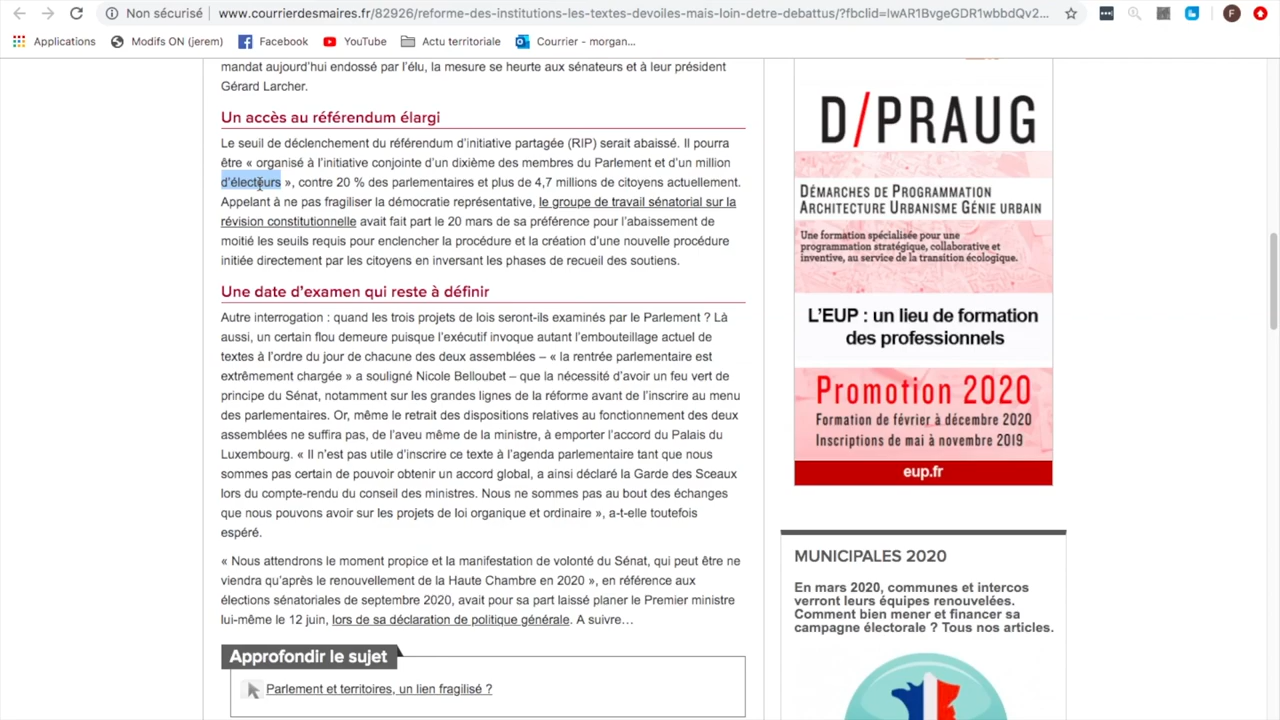 Non sécurisé
www.courrierdesmaires.fr/82926/reforme-des-institutions-les-textes-devoiles-mais-loin-detre-debattus/?fbclid=IwAR1BvgeGDR1wbbdQv2...
F
Applications
Modifs ON (jerem)
Facebook
YouTube
Actu territoriale
Courrier - morgan...
mandat aujourd'hui endossé par l'élu, la mesure se heurte aux sénateurs et à leur président
Gérard Larcher.
Un accès au référendum élargi
Le seuil de déclenchement du référendum d'initiative partagée (RIP) serait abaissé. Il pourra
être « organisé à l'initiative conjointe d'un dixième des membres du Parlement et d'un million
d'électeurs », contre 20 % des parlementaires et plus de 4,7 millions de citoyens actuellement.
Appelant à ne pas fragiliser la démocratie représentative, le groupe de travail sénatorial sur la
révision constitutionnelle avait fait part le 20 mars de sa préférence pour l'abaissement de
moitié les seuils requis pour enclencher la procédure et la création d'une nouvelle procédure
initiée directement par les citoyens en inversant les phases de recueil des soutiens.
Une date d'examen qui reste à définir
Autre interrogation : quand les trois projets de lois seront-ils examinés par le Parlement ? Là
aussi, un certain flou demeure puisque l'exécutif invoque autant l'embouteillage actuel de
textes à l'ordre du jour de chacune des deux assemblées – « la rentrée parlementaire est
extrêmement chargée » a souligné Nicole Belloubet – que la nécessité d'avoir un feu vert de
principe du Sénat, notamment sur les grandes lignes de la réforme avant de l'inscrire au menu
des parlementaires. Or, même le retrait des dispositions relatives au fonctionnement des deux
assemblées ne suffira pas, de l'aveu même de la ministre, à emporter l'accord du Palais du
Luxembourg. « Il n'est pas utile d'inscrire ce texte à l'agenda parlementaire tant que nous
sommes pas certain de pouvoir obtenir un accord global, a ainsi déclaré la Garde des Sceaux
lors du compte-rendu du conseil des ministres. Nous ne sommes pas au bout des échanges
que nous pouvons avoir sur les projets de loi organique et ordinaire », a-t-elle toutefois
espéré.
« Nous attendrons le moment propice et la manifestation de volonté du Sénat, qui peut être ne
viendra qu'après le renouvellement de la Haute Chambre en 2020 », en référence aux
élections sénatoriales de septembre 2020, avait pour sa part laissé planer le Premier ministre
lui-même le 12 juin, lors de sa déclaration de politique générale. A suivre…
Approfondir le sujet
Parlement et territoires, un lien fragilisé ?
D/PRAUG
DÉMARCHES DE PROGRAMMATION
ARCHITECTURE URBANISME GÉNIE URBAIN
Une formation spécialisée pour une
programmation stratégique, collaborative et
inventive, au service de la transition écologique.
L'EUP : un lieu de formation
des professionnels
Promotion 2020
Formation de février à décembre 2020
Inscriptions de mai à novembre 2019
eup.fr
MUNICIPALES 2020
En mars 2020, communes et intercos
verront leurs équipes renouvelées.
Comment bien mener et financer sa
campagne électorale ? Tous nos articles.